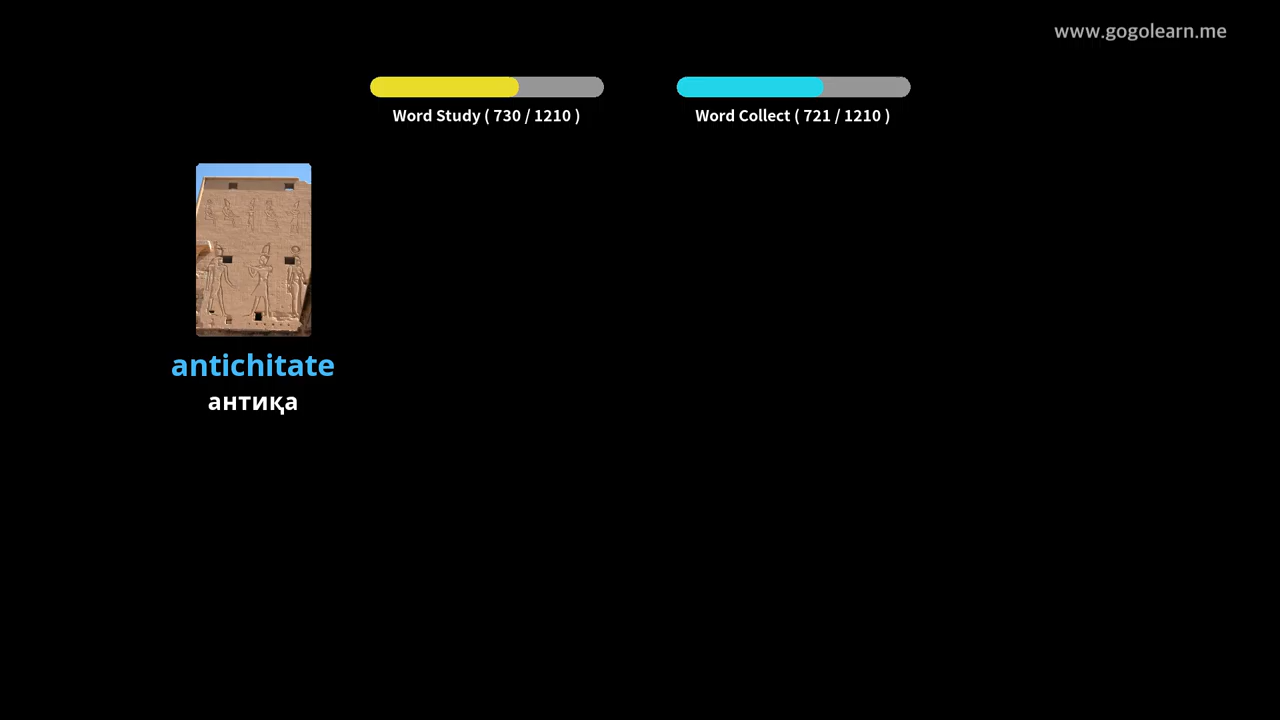 www.gogolearn.me
Word Study ( 730 / 1210 )
Word Collect ( 721 / 1210 )
antichitate
антиқа